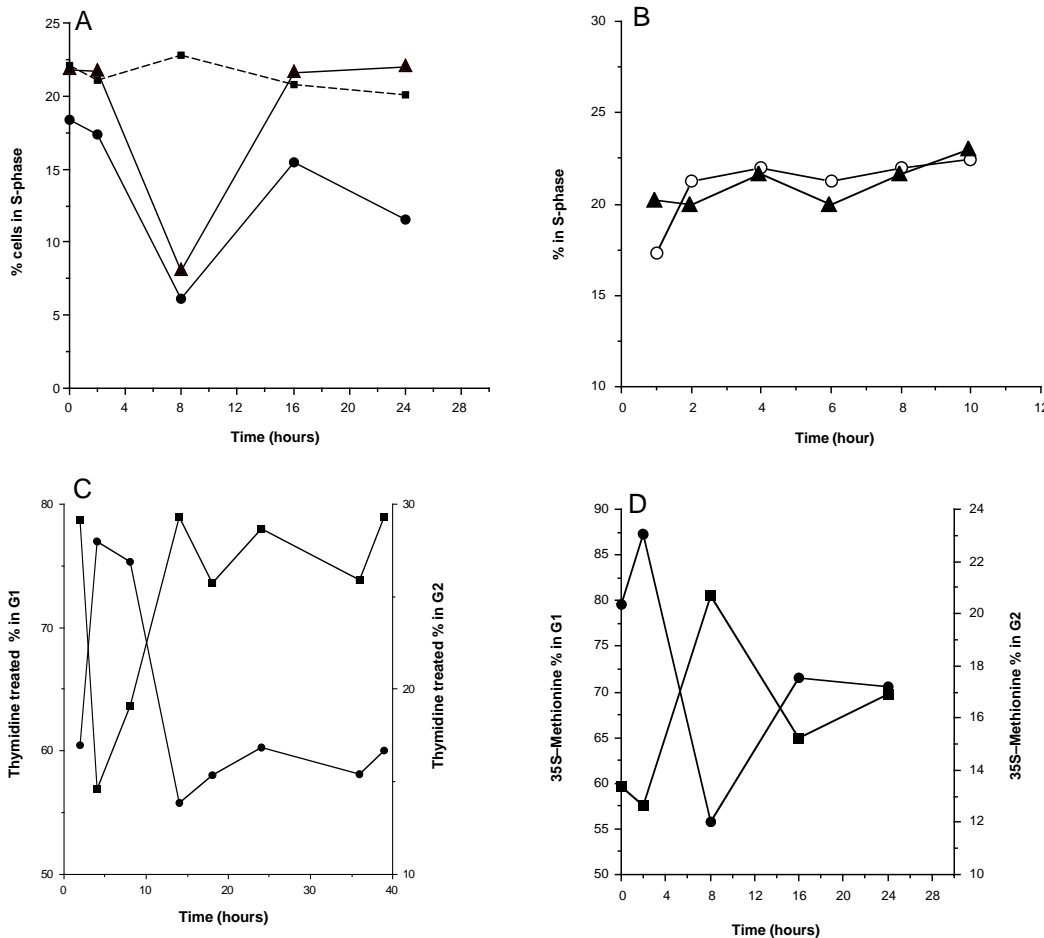 A
25
20
15
10
5
0
% cells in S-phase
0 4 8 12 16 20 24 28
Time (hours)
B
30
25
20
15
10
% in S-phase
0 2 4 6 8 10 12
Time (hour)
C
80
70
60
50
Thymidine treated % in G1
30
20
10
Thymidine treated % in G2
0 10 20 30 40
Time (hours)
D
90
85
80
75
70
65
60
55
50
35S–Methionine % in G1
24
22
20
18
16
14
12
10
35S–Methionine % in G2
0 4 8 12 16 20 24 28
Time (hours)